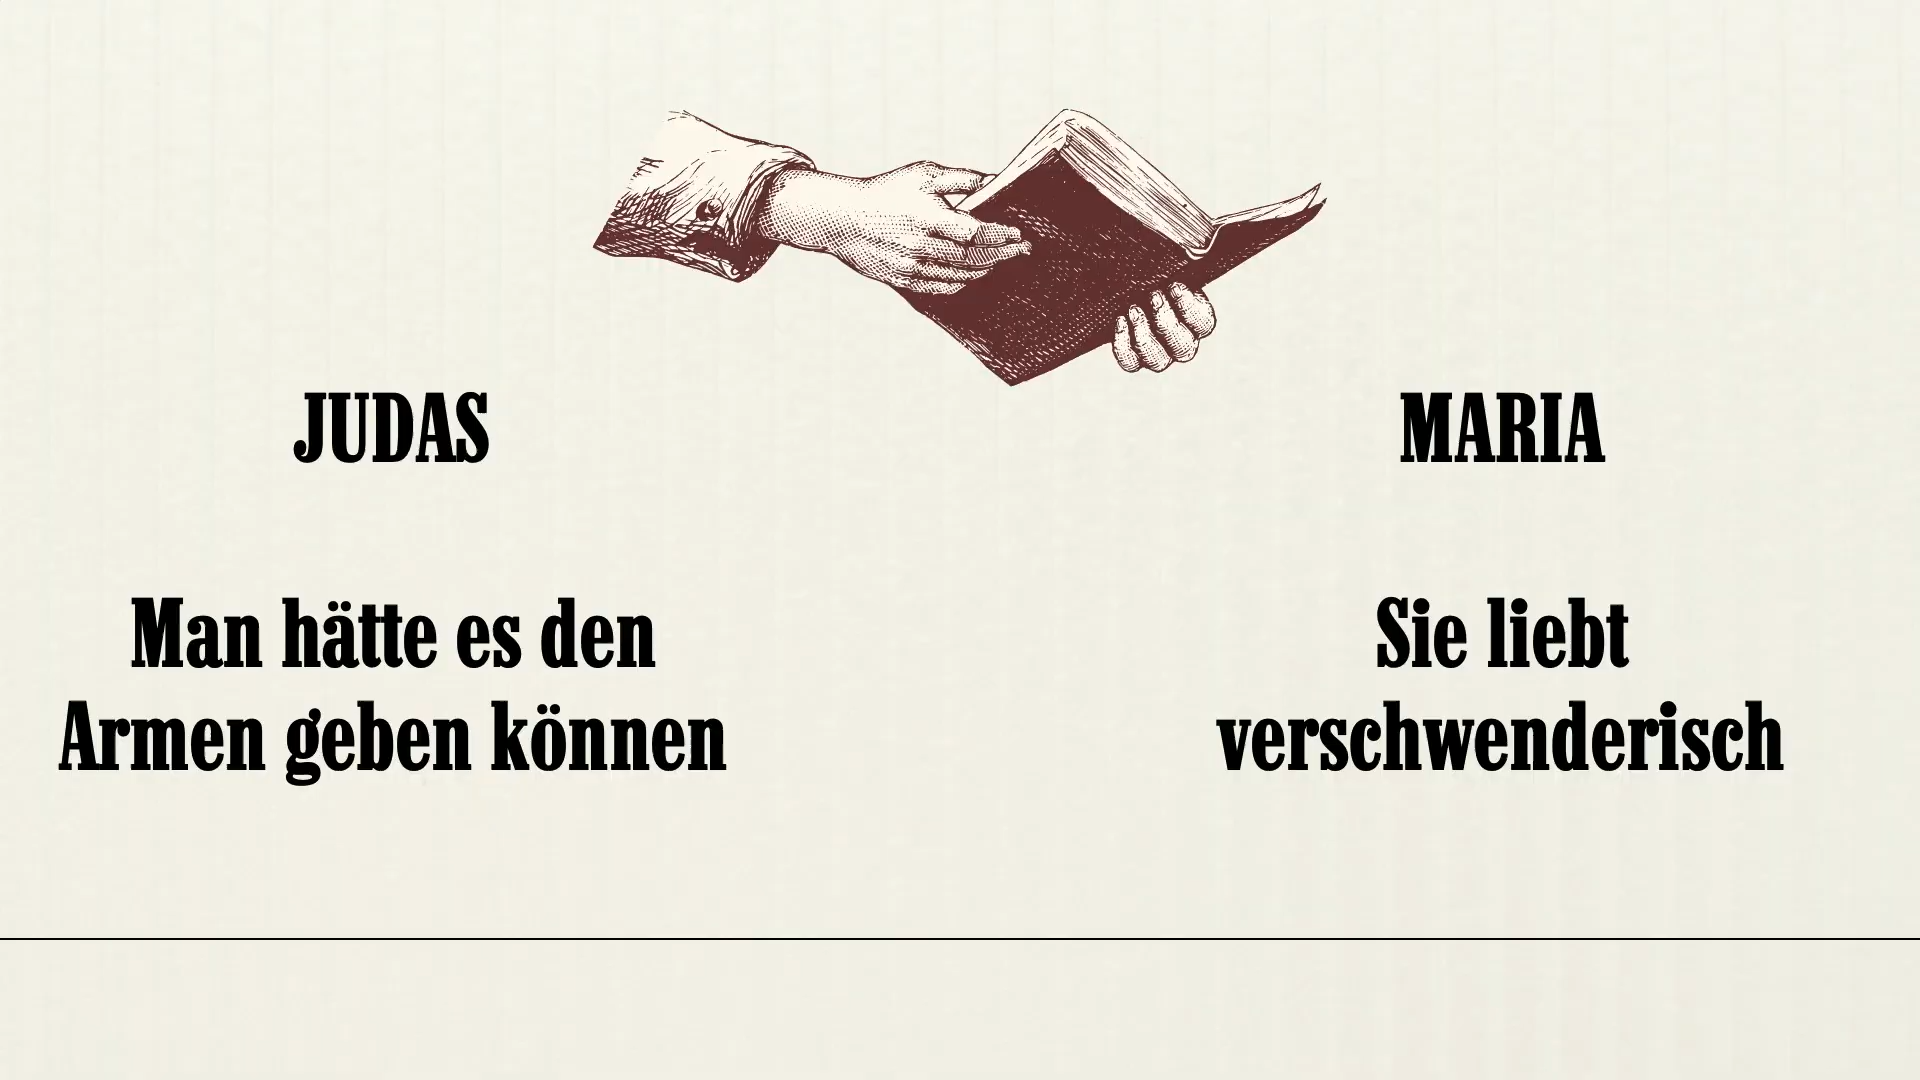 JUDAS
MARIA
Man hätte es den
Armen geben können
Sie liebt
verschwenderisch